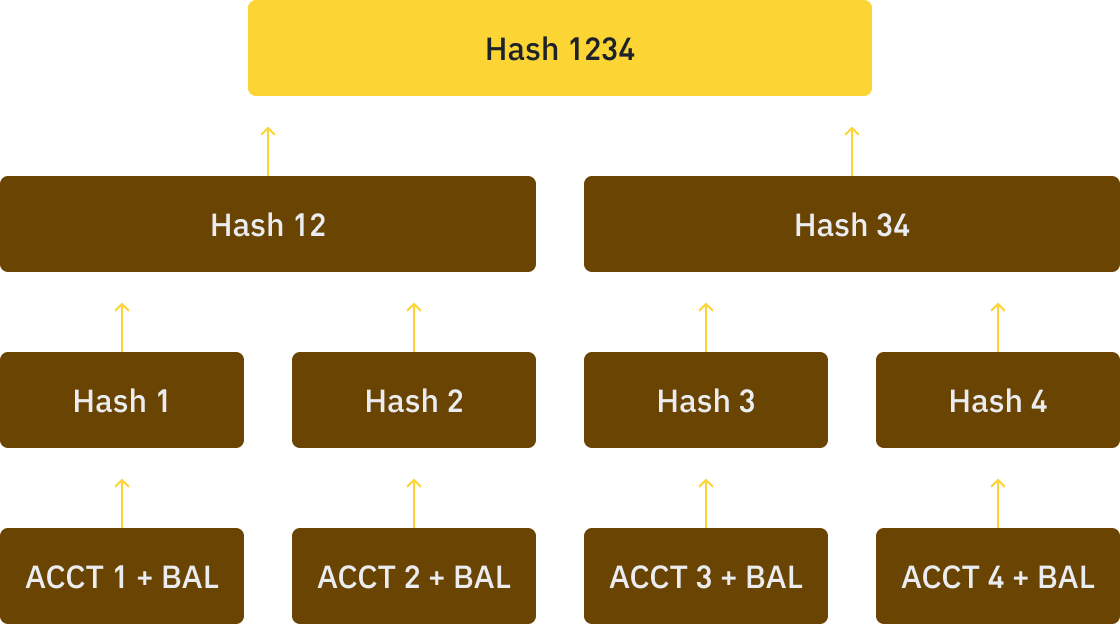 Hash 1234
Hash 12
Hash 34
Hash 1
Hash 2
Hash 3
Hash 4
ACCT 1 + BAL
ACCT 2 + BAL
ACCT 3 + BAL
ACCT 4 + BAL